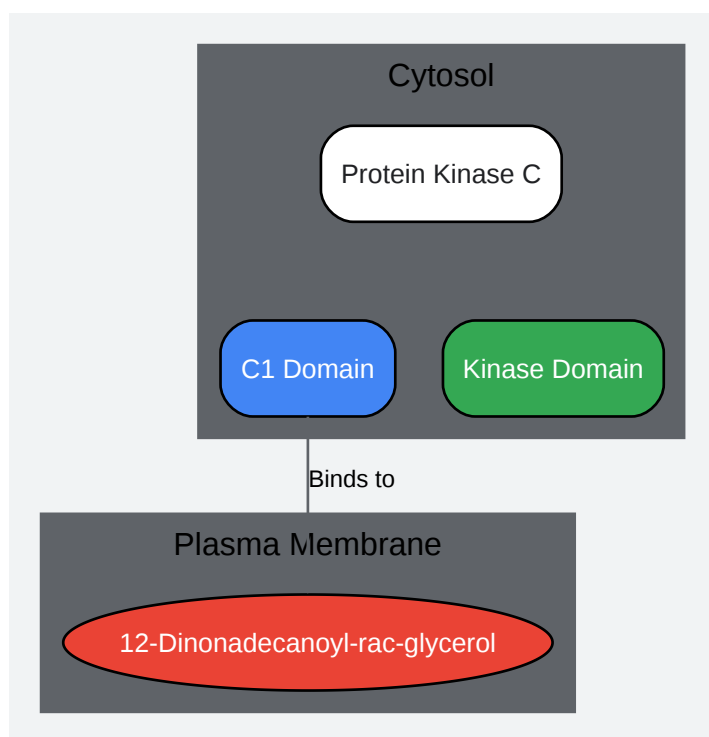 Cytosol
Protein Kinase C
C1 Domain
Kinase Domain
Binds to
Plasma Membrane
12-Dinonadecanoyl-rac-glycerol